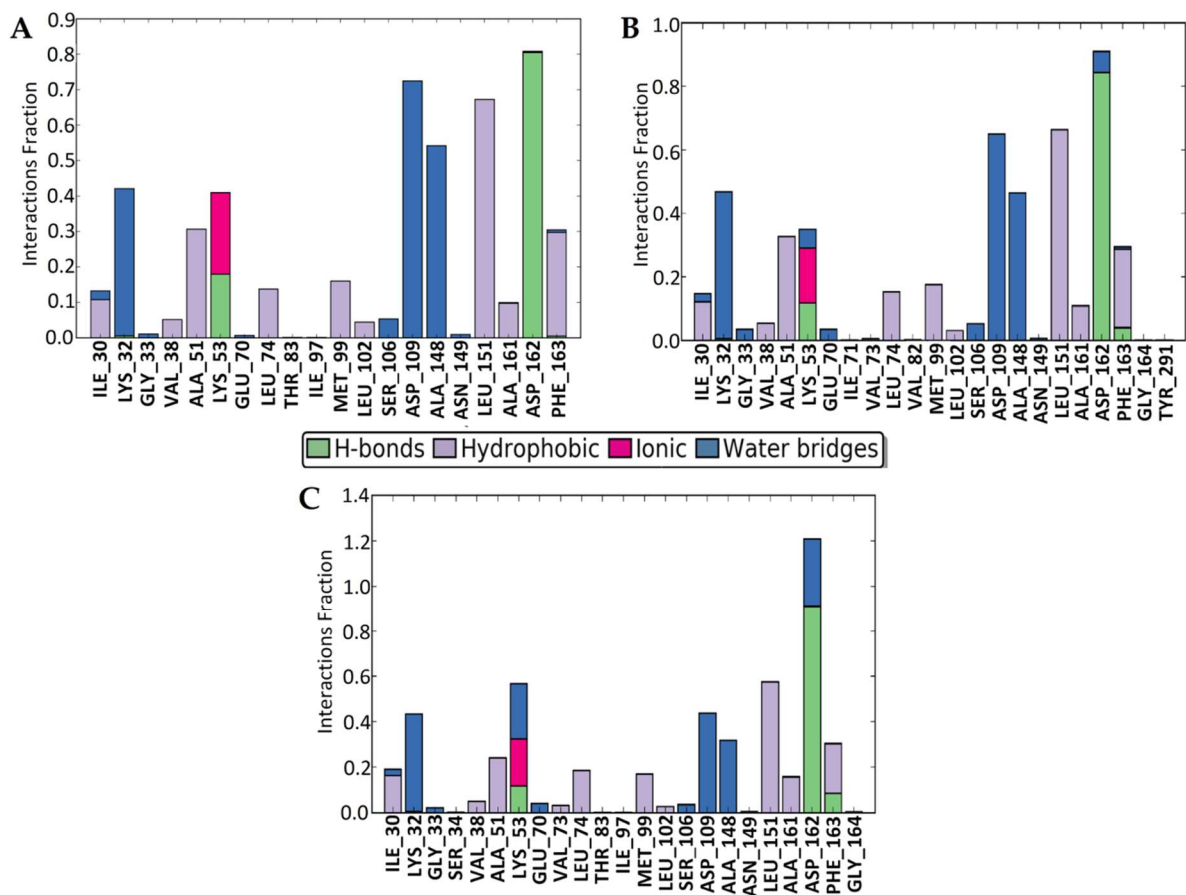 A
Interactions Fraction
0.9
0.8
0.7
0.6
0.5
0.4
0.3
0.2
0.1
0.0
ILE_30
LYS_32
GLY_33
VAL_38
ALA_51
LYS_53
GLU_70
LEU_74
THR_83
ILE_97
MET_99
LEU_102
SER_106
ASP_109
ALA_148
ASN_149
LEU_151
ALA_161
ASP_162
PHE_163
B
Interactions Fraction
1.0
0.8
0.6
0.4
0.2
0.0
ILE_30
LYS_32
GLY_33
VAL_38
ALA_51
LYS_53
GLU_70
ILE_71
VAL_73
LEU_74
VAL_82
MET_99
LEU_102
SER_106
ASP_109
ALA_148
ASN_149
LEU_151
ALA_161
ASP_162
PHE_163
GLY_164
TYR_291
H-bonds Hydrophobic Ionic Water bridges
C
Interactions Fraction
1.4
1.2
1.0
0.8
0.6
0.4
0.2
0.0
ILE_30
LYS_32
GLY_33
SER_34
VAL_38
ALA_51
LYS_53
GLU_70
VAL_73
LEU_74
THR_83
ILE_97
MET_99
LEU_102
SER_106
ASP_109
ALA_148
ASN_149
LEU_151
ALA_161
ASP_162
PHE_163
GLY_164